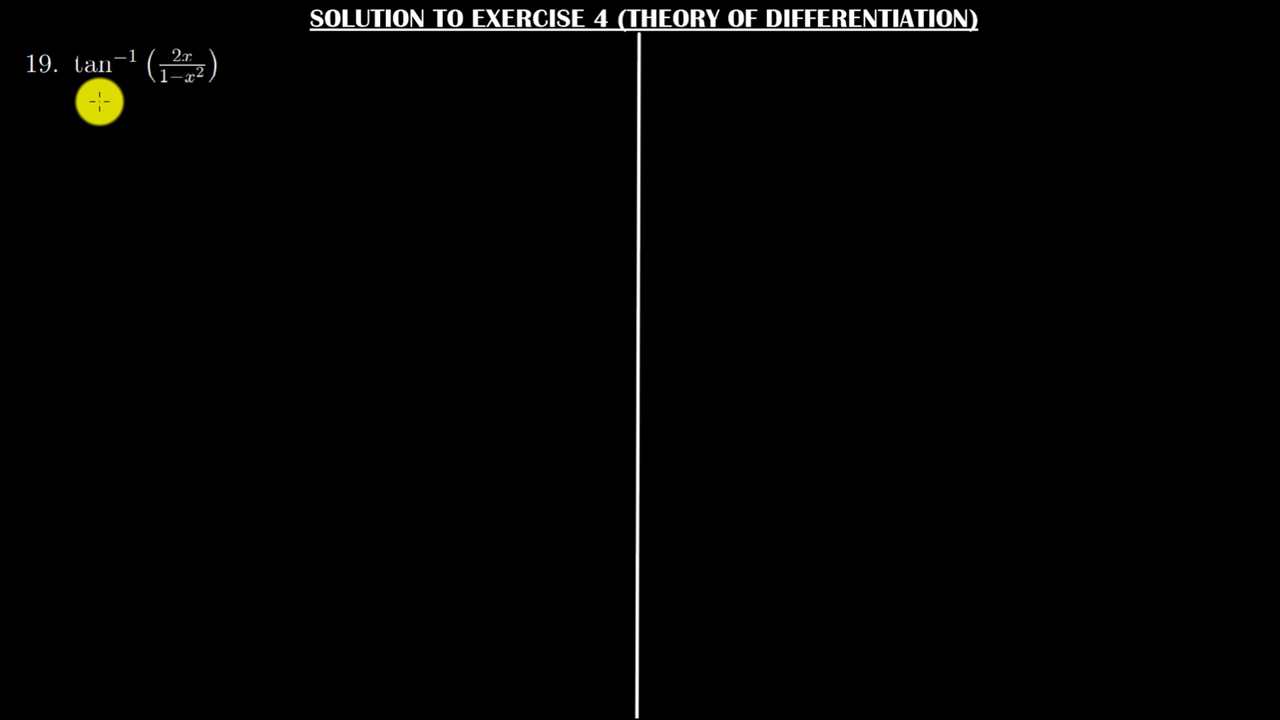 SOLUTION TO EXERCISE 4 (THEORY OF DIFFERENTIATION)
19. tan⁻¹ (2x/(1−x²))